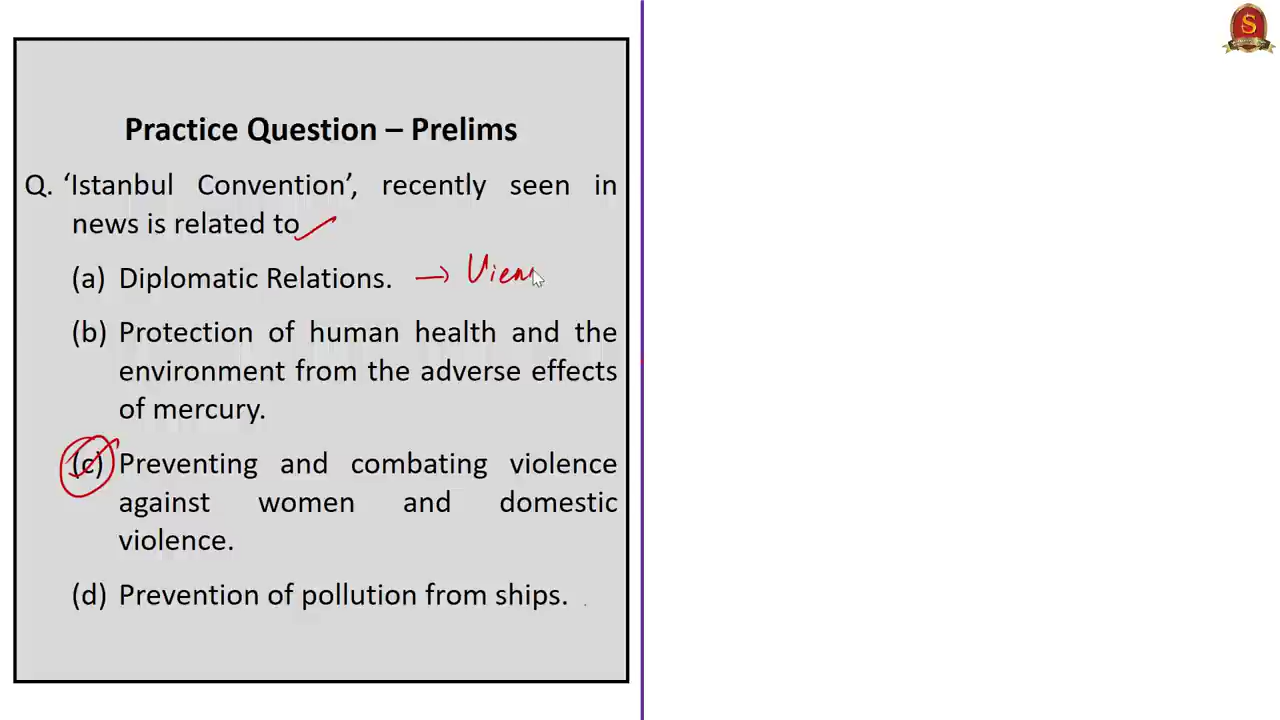 S
Practice Question – Prelims
Q. ‘Istanbul Convention’, recently seen in
news is related to
(a) Diplomatic Relations. → Vien
(b) Protection of human health and the
environment from the adverse effects
of mercury.
(c) Preventing and combating violence
against women and domestic
violence.
(d) Prevention of pollution from ships.